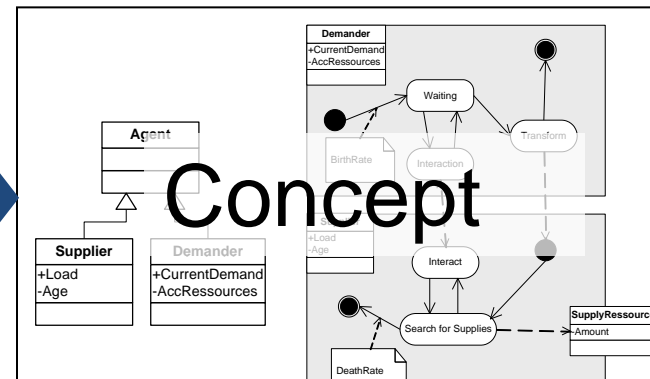 Agent
Supplier
+Load
-Age
Demander
+CurrentDemand
-AccRessources
Concept
Demander
+CurrentDemand
-AccRessources
Waiting
BirthRate
Interaction
Transform
+Load
-Age
Interact
Search for Supplies
DeathRate
SupplyRessource
-Amount